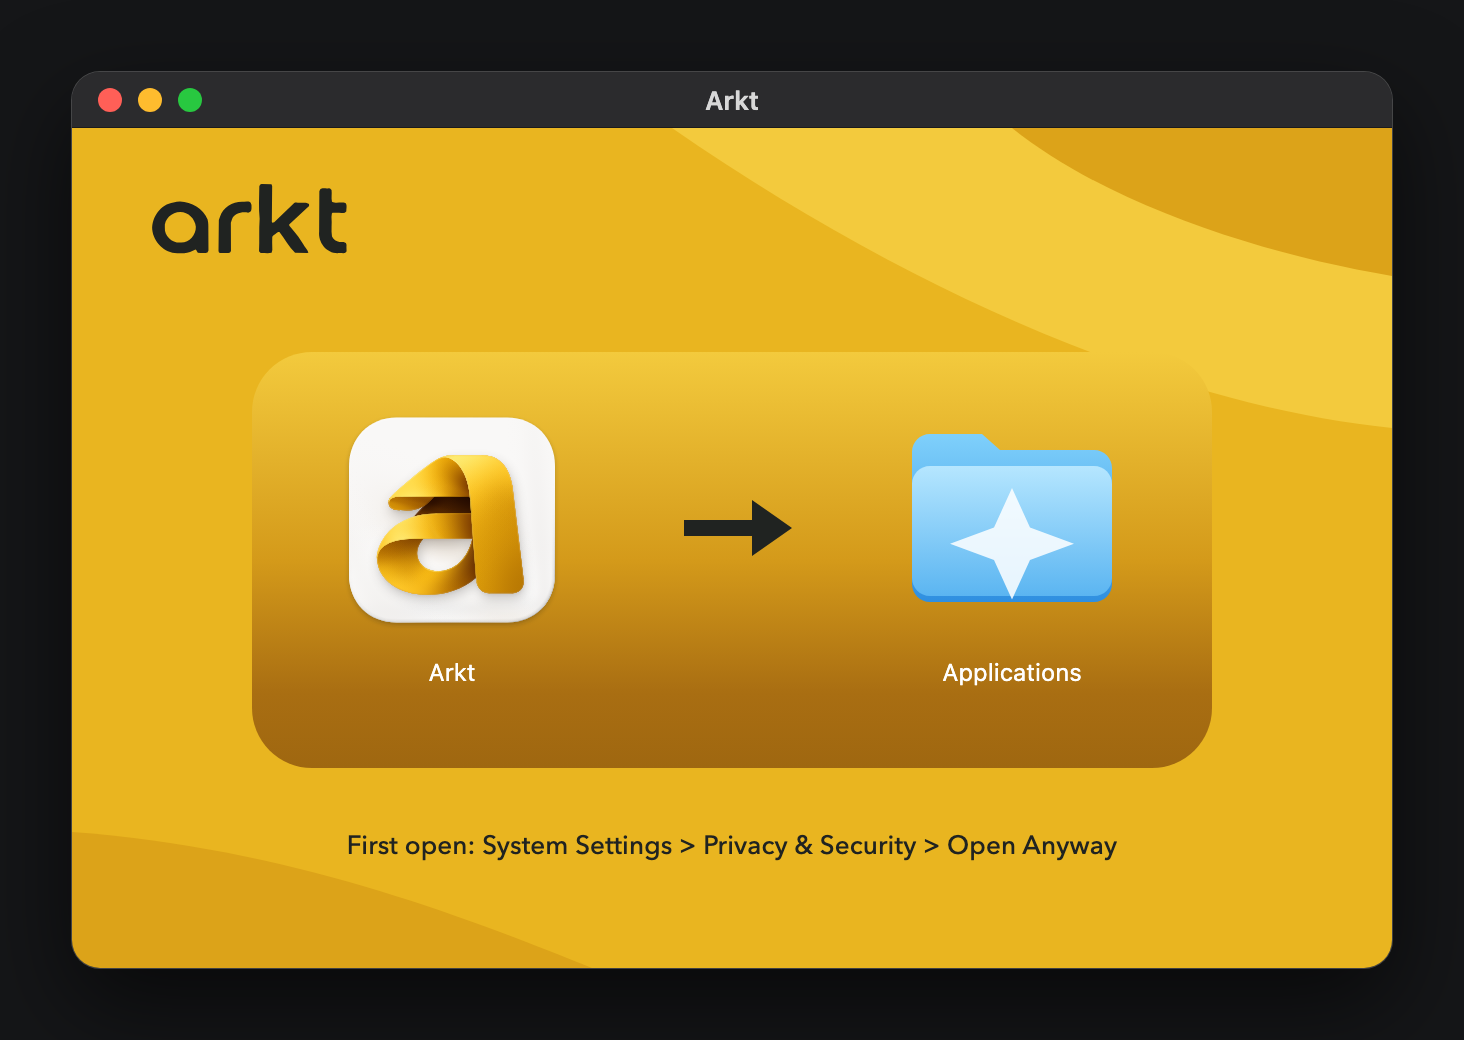 Arkt
arkt
Arkt
Applications
First open: System Settings > Privacy & Security > Open Anyway